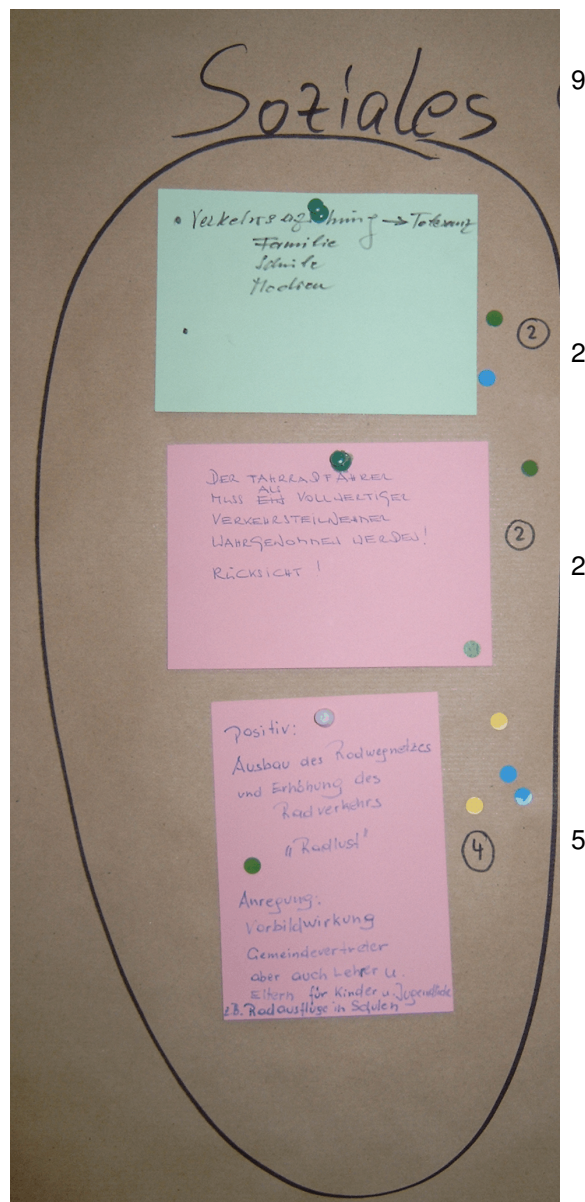 Soziales
9
• Verkehrserziehung → Toleranz
Familie
Schule
Medien
•
2
2
DER FAHRRADFAHRER
MUSS ALS EIN VOLLWERTIGER
VERKEHRSTEILNEHMER
WAHRGENOMMEN WERDEN!
RÜCKSICHT !
2
2
Positiv:
Ausbau des Radwegnetzes
und Erhöhung des
Radverkehrs
„Radlust"
4
5
Anregung:
Vorbildwirkung
Gemeindevertreter
aber auch Lehrer u.
Eltern für Kinder u. Jugendliche
z.B. Radausflüge in Schulen